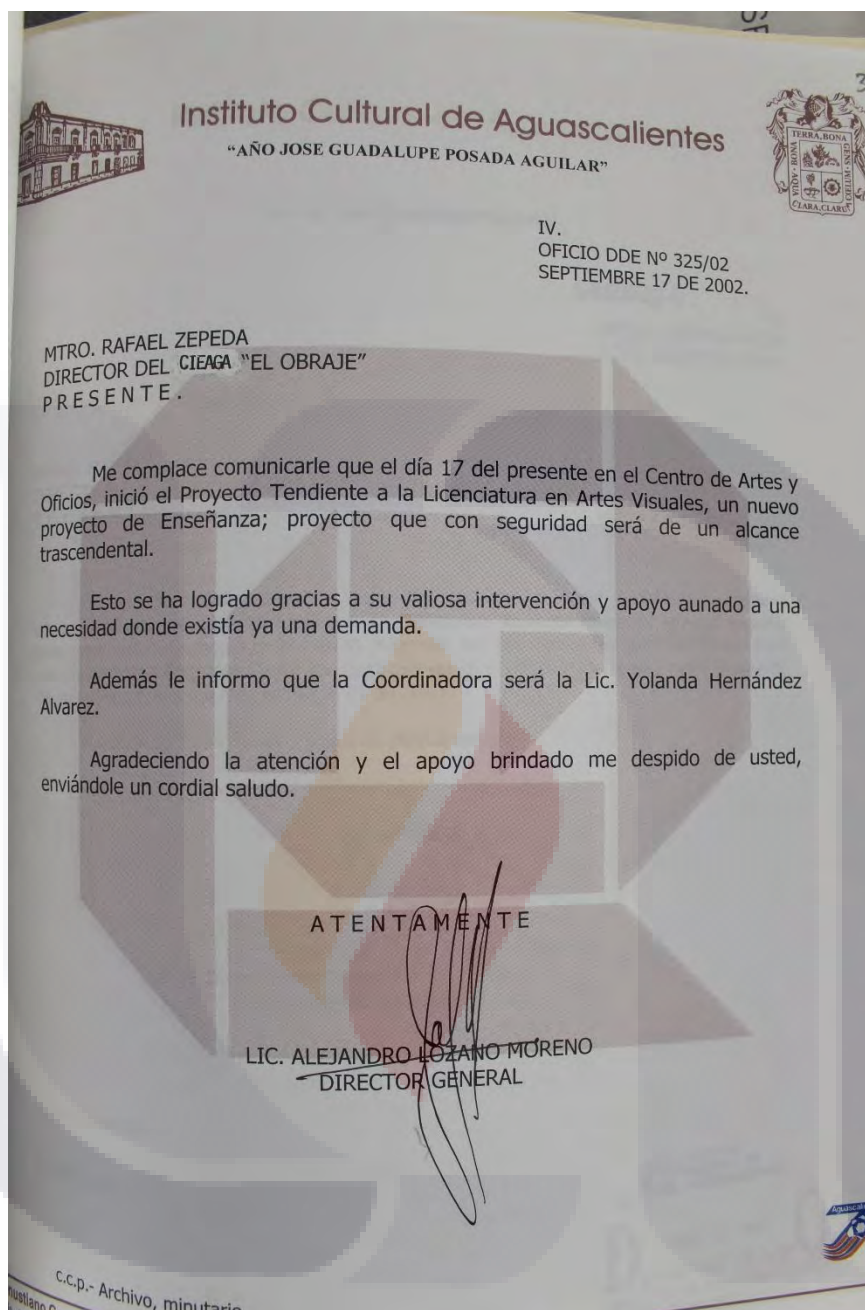 Instituto Cultural de Aguascalientes
“AÑO JOSE GUADALUPE POSADA AGUILAR”
TERRA, BONA
BONA
GENS
AQUA
CLARA, CLARUM
IV.
OFICIO DDE Nº 325/02
SEPTIEMBRE 17 DE 2002.
MTRO. RAFAEL ZEPEDA
DIRECTOR DEL CIEAGA “EL OBRAJE”
P R E S E N T E .
Me complace comunicarle que el día 17 del presente en el Centro de Artes y
Oficios, inició el Proyecto Tendiente a la Licenciatura en Artes Visuales, un nuevo
proyecto de Enseñanza; proyecto que con seguridad será de un alcance
trascendental.
Esto se ha logrado gracias a su valiosa intervención y apoyo aunado a una
necesidad donde existía ya una demanda.
Además le informo que la Coordinadora será la Lic. Yolanda Hernández
Alvarez.
Agradeciendo la atención y el apoyo brindado me despido de usted,
enviándole un cordial saludo.
A T E N T A M E N T E
LIC. ALEJANDRO LOZANO MORENO
DIRECTOR GENERAL
c.c.p.- Archivo, minutario